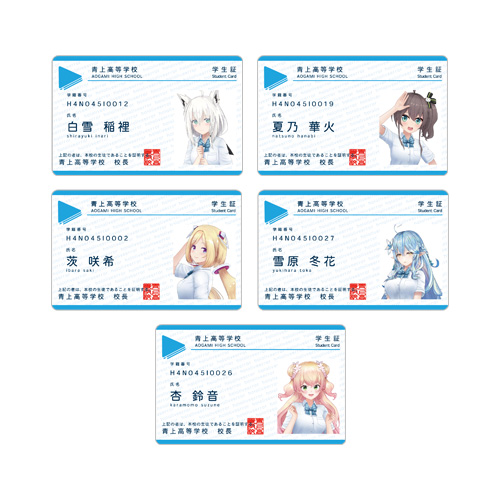 青上高等学校 学生証
AOGAMI HIGH SCHOOL Student Card
学籍番号
H4N045I0012
氏名
白雪 稲裡
shirayuki inari
上記の者は、本校の生徒であることを証明す
青上高等学校 校長
青上高等学校 学生証
AOGAMI HIGH SCHOOL Student Card
学籍番号
H4N045I0019
氏名
夏乃 華火
natsuno hanabi
上記の者は、本校の生徒であることを証明す
青上高等学校 校長
青上高等学校 学生証
AOGAMI HIGH SCHOOL Student Card
学籍番号
H4N045I0002
氏名
茨 咲希
ibara saki
上記の者は、本校の生徒であることを証明す
青上高等学校 校長
青上高等学校 学生証
AOGAMI HIGH SCHOOL Student Card
学籍番号
H4N045I0027
氏名
雪原 冬花
yukihara toka
上記の者は、本校の生徒であることを証明す
青上高等学校 校長
青上高等学校 学生証
AOGAMI HIGH SCHOOL Student Card
学籍番号
H4N045I0026
氏名
杏 鈴音
karamomo suzune
上記の者は、本校の生徒であることを証明す
青上高等学校 校長